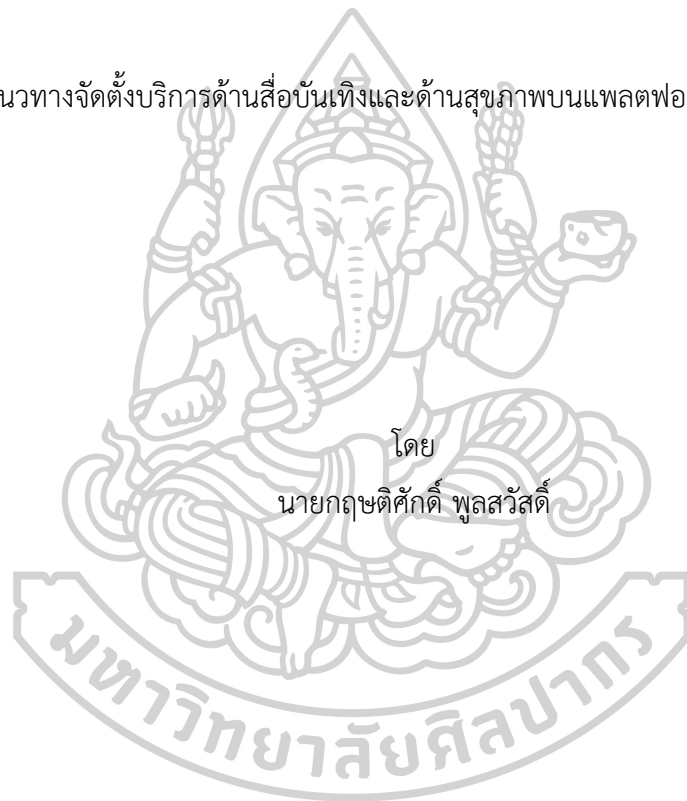 นวทางจัดตั้งบริการด้านสื่อบันเทิงและด้านสุขภาพบนแพลตฟอ
โดย
นายกฤษติศักดิ์ พูลสวัสดิ์
มหาวิทยาลัยศิลปากร